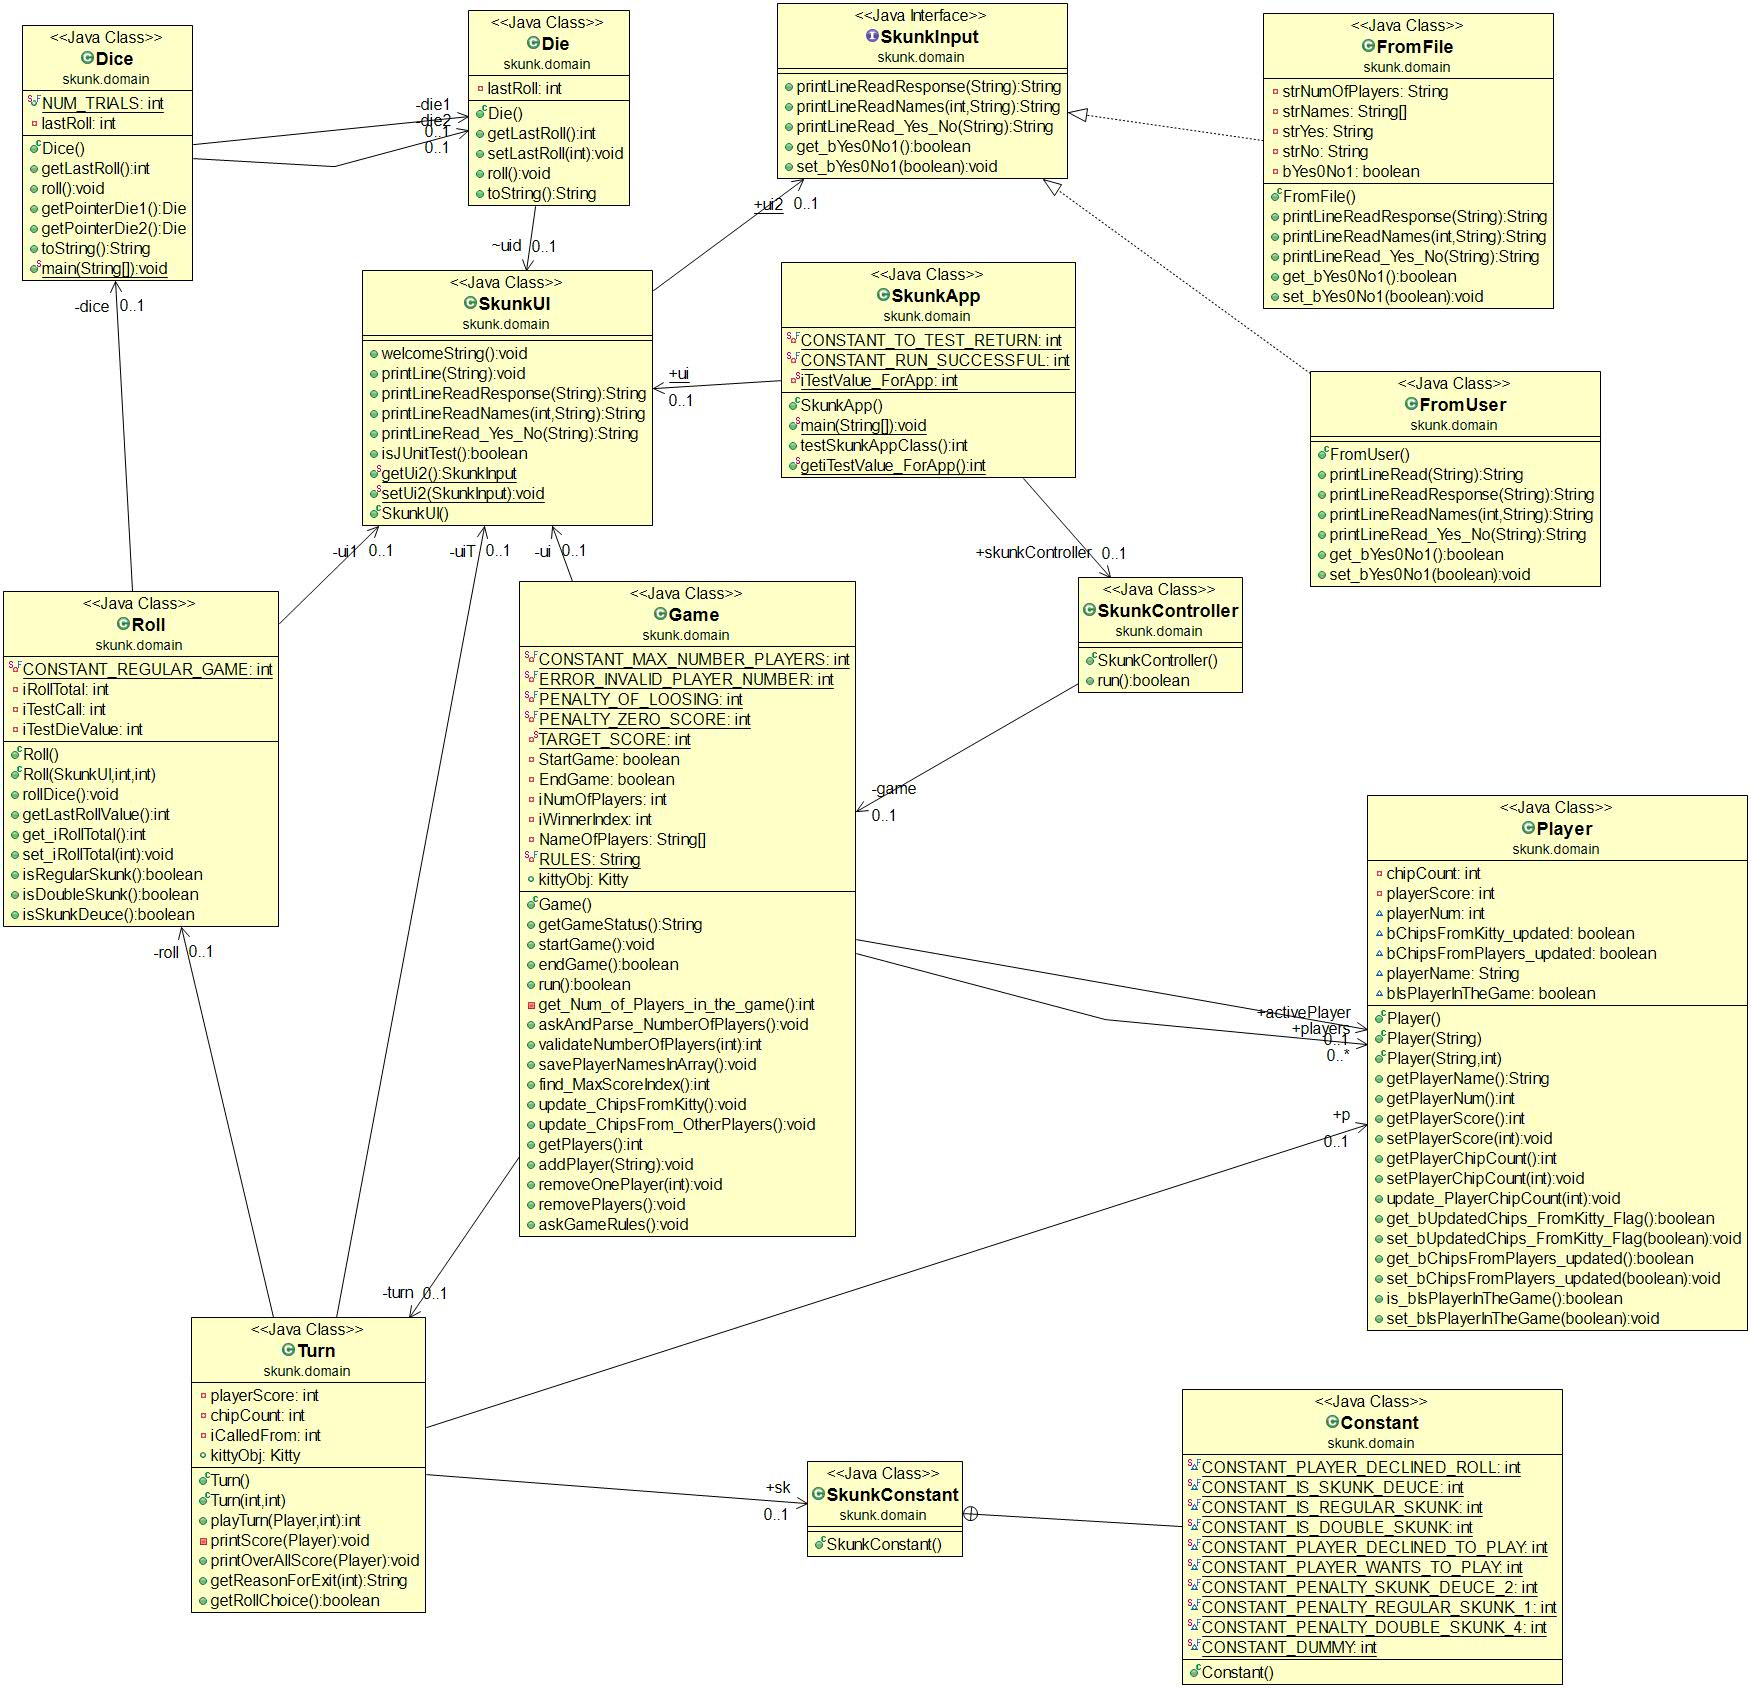 <<Java Class>>
Dice
skunk.domain
NUM_TRIALS: int
lastRoll: int
Dice()
getLastRoll():int
roll():void
getPointerDie1():Die
getPointerDie2():Die
toString():String
main(String[]):void
-die1
-die2
0..1
0..1
<<Java Class>>
Die
skunk.domain
lastRoll: int
Die()
getLastRoll():int
setLastRoll(int):void
roll():void
toString():String
~uid 0..1
<<Java Interface>>
SkunkInput
skunk.domain
printLineReadResponse(String):String
printLineReadNames(int,String):String
printLineRead_Yes_No(String):String
get_bYes0No1():boolean
set_bYes0No1(boolean):void
+ui2 0..1
<<Java Class>>
FromFile
skunk.domain
strNumOfPlayers: String
strNames: String[]
strYes: String
strNo: String
bYes0No1: boolean
FromFile()
printLineReadResponse(String):String
printLineReadNames(int,String):String
printLineRead_Yes_No(String):String
get_bYes0No1():boolean
set_bYes0No1(boolean):void
-dice 0..1
<<Java Class>>
SkunkUI
skunk.domain
welcomeString():void
printLine(String):void
printLineReadResponse(String):String
printLineReadNames(int,String):String
printLineRead_Yes_No(String):String
isJUnitTest():boolean
getUi2():SkunkInput
setUi2(SkunkInput):void
SkunkUI()
+ui
0..1
<<Java Class>>
SkunkApp
skunk.domain
CONSTANT_TO_TEST_RETURN: int
CONSTANT_RUN_SUCCESSFUL: int
iTestValue_ForApp: int
SkunkApp()
main(String[]):void
testSkunkAppClass():int
getiTestValue_ForApp():int
<<Java Class>>
FromUser
skunk.domain
FromUser()
printLineRead(String):String
printLineReadResponse(String):String
printLineReadNames(int,String):String
printLineRead_Yes_No(String):String
get_bYes0No1():boolean
set_bYes0No1(boolean):void
-ui1 0..1
-uiT 0..1
-ui 0..1
+skunkController 0..1
<<Java Class>>
SkunkController
skunk.domain
SkunkController()
run():boolean
<<Java Class>>
Roll
skunk.domain
CONSTANT_REGULAR_GAME: int
iRollTotal: int
iTestCall: int
iTestDieValue: int
Roll()
Roll(SkunkUI,int,int)
rollDice():void
getLastRollValue():int
get_iRollTotal():int
set_iRollTotal(int):void
isRegularSkunk():boolean
isDoubleSkunk():boolean
isSkunkDeuce():boolean
-roll 0..1
<<Java Class>>
Game
skunk.domain
CONSTANT_MAX_NUMBER_PLAYERS: int
ERROR_INVALID_PLAYER_NUMBER: int
PENALTY_OF_LOOSING: int
PENALTY_ZERO_SCORE: int
TARGET_SCORE: int
StartGame: boolean
EndGame: boolean
iNumOfPlayers: int
iWinnerIndex: int
NameOfPlayers: String[]
RULES: String
kittyObj: Kitty
Game()
getGameStatus():String
startGame():void
endGame():boolean
run():boolean
get_Num_of_Players_in_the_game():int
askAndParse_NumberOfPlayers():void
validateNumberOfPlayers(int):int
savePlayerNamesInArray():void
find_MaxScoreIndex():int
update_ChipsFromKitty():void
update_ChipsFrom_OtherPlayers():void
getPlayers():int
addPlayer(String):void
removeOnePlayer(int):void
removePlayers():void
askGameRules():void
-game
0..1
<<Java Class>>
Player
skunk.domain
chipCount: int
playerScore: int
playerNum: int
bChipsFromKitty_updated: boolean
bChipsFromPlayers_updated: boolean
playerName: String
bIsPlayerInTheGame: boolean
Player()
Player(String)
Player(String,int)
getPlayerName():String
getPlayerNum():int
getPlayerScore():int
setPlayerScore(int):void
getPlayerChipCount():int
setPlayerChipCount(int):void
update_PlayerChipCount(int):void
get_bUpdatedChips_FromKitty_Flag():boolean
set_bUpdatedChips_FromKitty_Flag(boolean):void
get_bChipsFromPlayers_updated():boolean
set_bChipsFromPlayers_updated(boolean):void
is_bIsPlayerInTheGame():boolean
set_bIsPlayerInTheGame(boolean):void
+activePlayer
+players
0..1
0..*
+p
0..1
-turn 0..1
<<Java Class>>
Turn
skunk.domain
playerScore: int
chipCount: int
iCalledFrom: int
kittyObj: Kitty
Turn()
Turn(int,int)
playTurn(Player,int):int
printScore(Player):void
printOverAllScore(Player):void
getReasonForExit(int):String
getRollChoice():boolean
+sk
0..1
<<Java Class>>
SkunkConstant
skunk.domain
SkunkConstant()
<<Java Class>>
Constant
skunk.domain
CONSTANT_PLAYER_DECLINED_ROLL: int
CONSTANT_IS_SKUNK_DEUCE: int
CONSTANT_IS_REGULAR_SKUNK: int
CONSTANT_IS_DOUBLE_SKUNK: int
CONSTANT_PLAYER_DECLINED_TO_PLAY: int
CONSTANT_PLAYER_WANTS_TO_PLAY: int
CONSTANT_PENALTY_SKUNK_DEUCE_2: int
CONSTANT_PENALTY_REGULAR_SKUNK_1: int
CONSTANT_PENALTY_DOUBLE_SKUNK_4: int
CONSTANT_DUMMY: int
Constant()